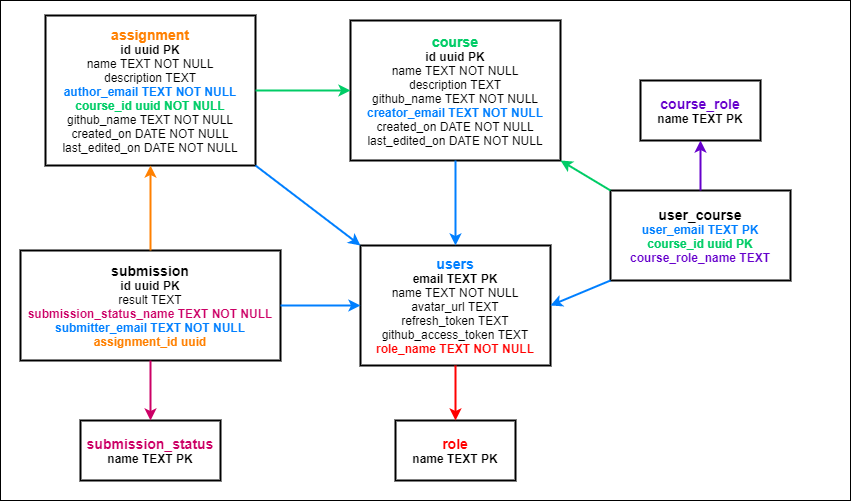 assignment
id uuid PK
name TEXT NOT NULL
description TEXT
author_email TEXT NOT NULL
course_id uuid NOT NULL
github_name TEXT NOT NULL
created_on DATE NOT NULL
last_edited_on DATE NOT NULL
course
id uuid PK
name TEXT NOT NULL
description TEXT
github_name TEXT NOT NULL
creator_email TEXT NOT NULL
created_on DATE NOT NULL
last_edited_on DATE NOT NULL
course_role
name TEXT PK
user_course
user_email TEXT PK
course_id uuid PK
course_role_name TEXT
submission
id uuid PK
result TEXT
submission_status_name TEXT NOT NULL
submitter_email TEXT NOT NULL
assignment_id uuid
users
email TEXT PK
name TEXT NOT NULL
avatar_url TEXT
refresh_token TEXT
github_access_token TEXT
role_name TEXT NOT NULL
submission_status
name TEXT PK
role
name TEXT PK